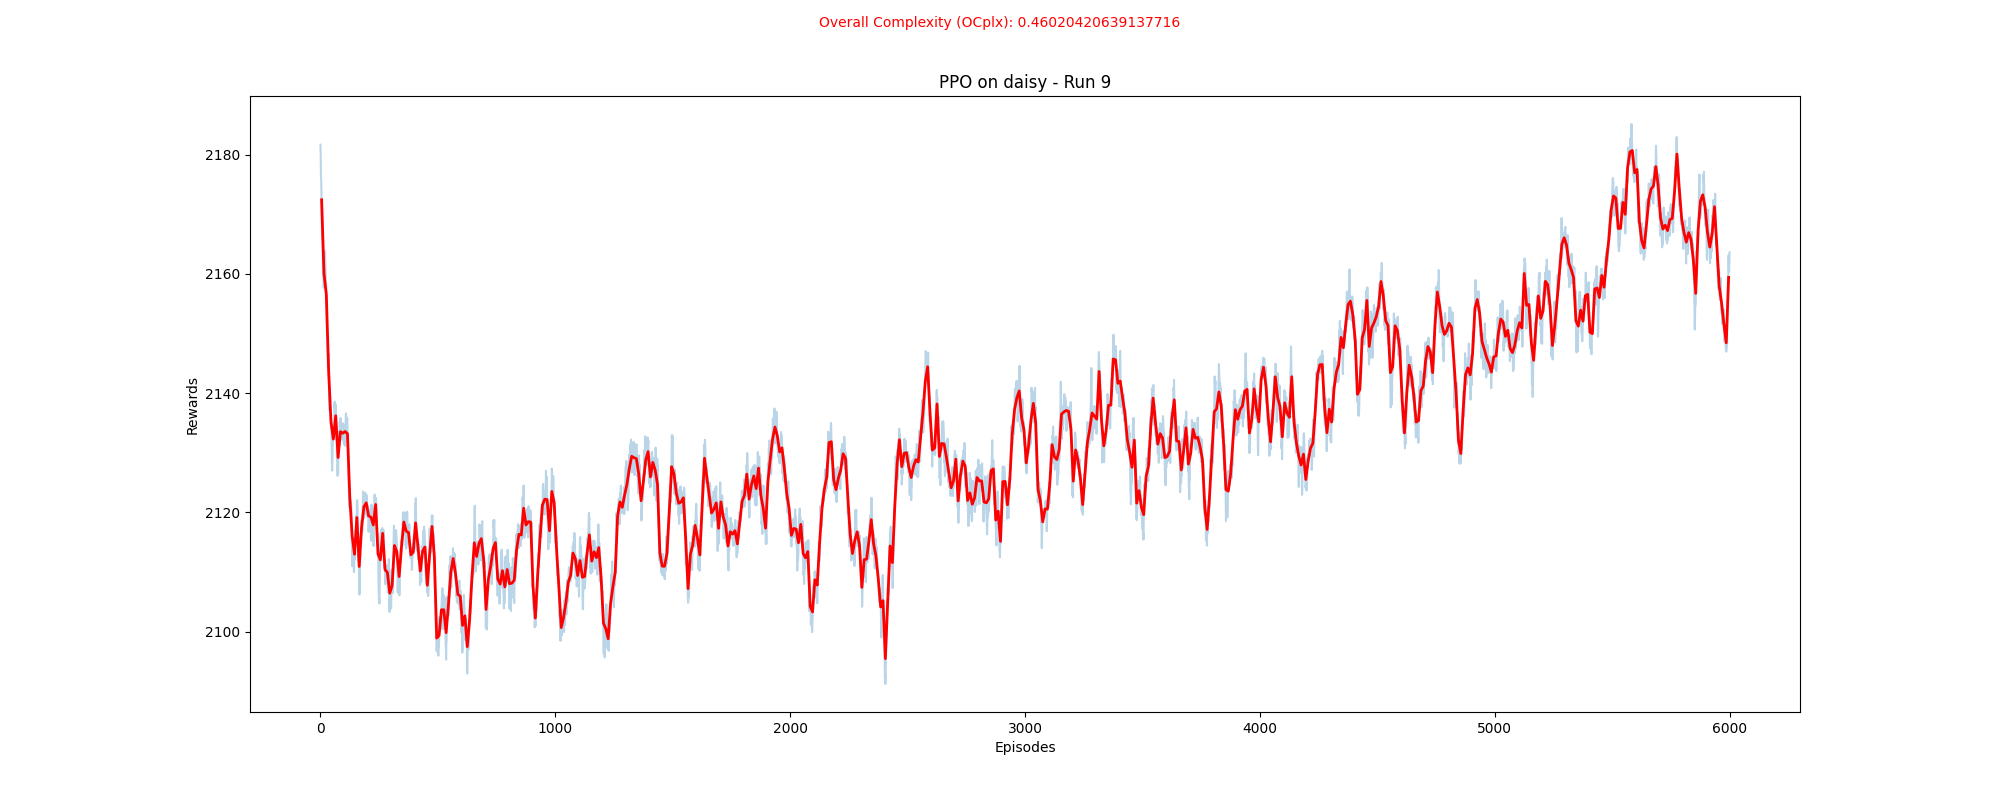 Overall Complexity (OCplx): 0.46020420639137716
PPO on daisy - Run 9
2180
2160
2140
2120
2100
Rewards
0 1000 2000 3000 4000 5000 6000
Episodes